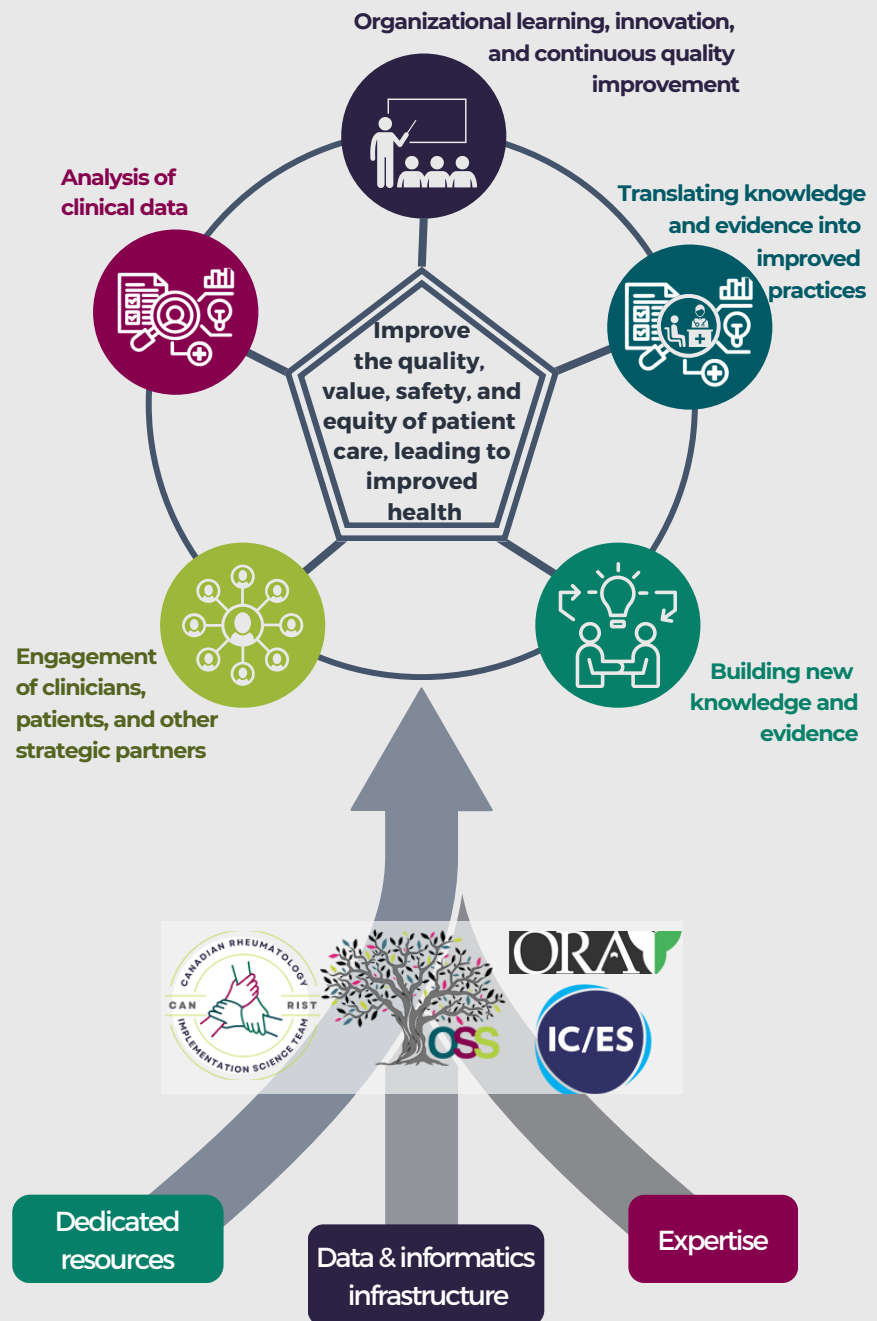 Organizational learning, innovation,
and continuous quality
improvement
Analysis of
clinical data
Translating knowledge
and evidence into
improved
practices
Improve
the quality,
value, safety, and
equity of patient
care, leading to
improved
health
Engagement
of clinicians,
patients, and other
strategic partners
Building new
knowledge and
evidence
CANADIAN RHEUMATOLOGY
CAN RIST
IMPLEMENTATION SCIENCE TEAM
OSS
ORA
IC/ES
Dedicated
resources
Data & informatics
infrastructure
Expertise